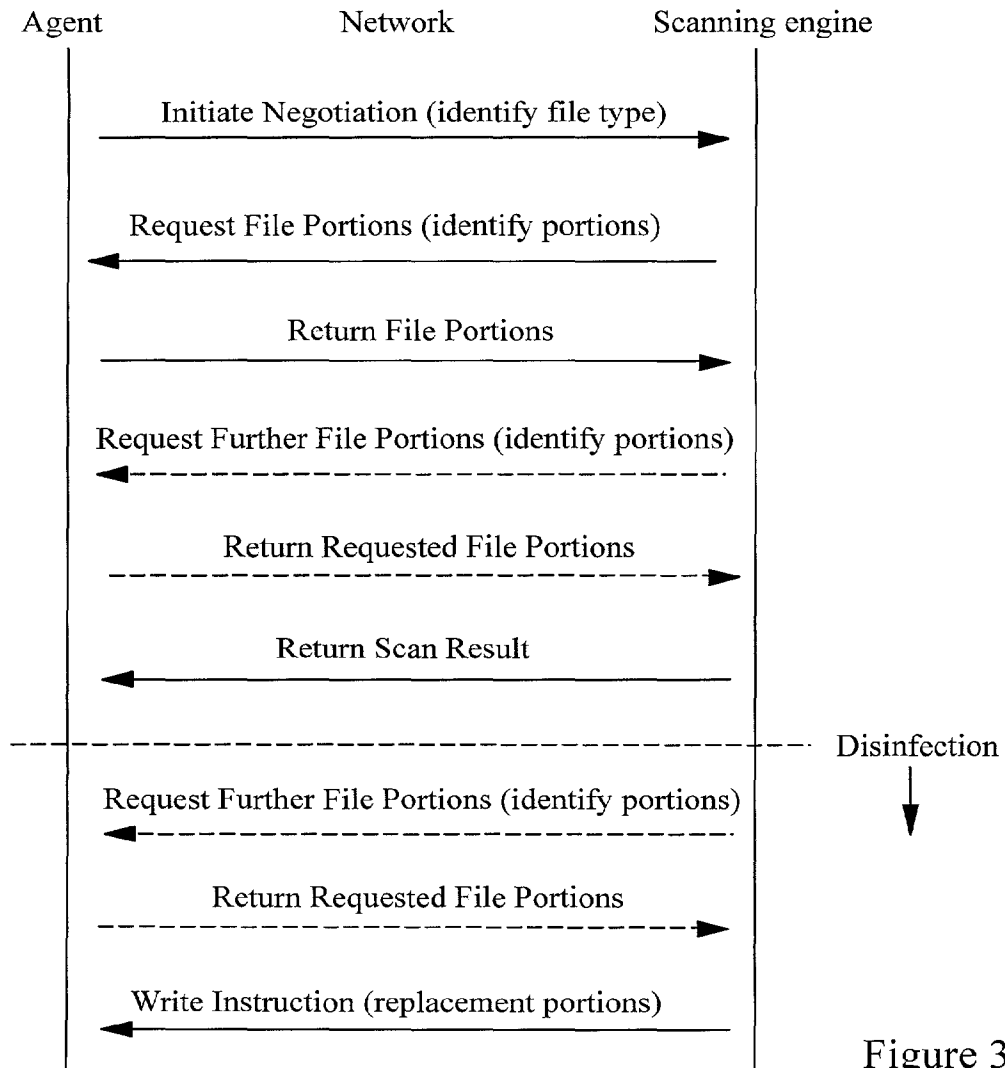 Agent Network Scanning engine
Initiate Negotiation (identify file type)
Request File Portions (identify portions)
Return File Portions
Request Further File Portions (identify portions)
Return Requested File Portions
Return Scan Result
Disinfection
Request Further File Portions (identify portions)
Return Requested File Portions
Write Instruction (replacement portions)
Figure 3